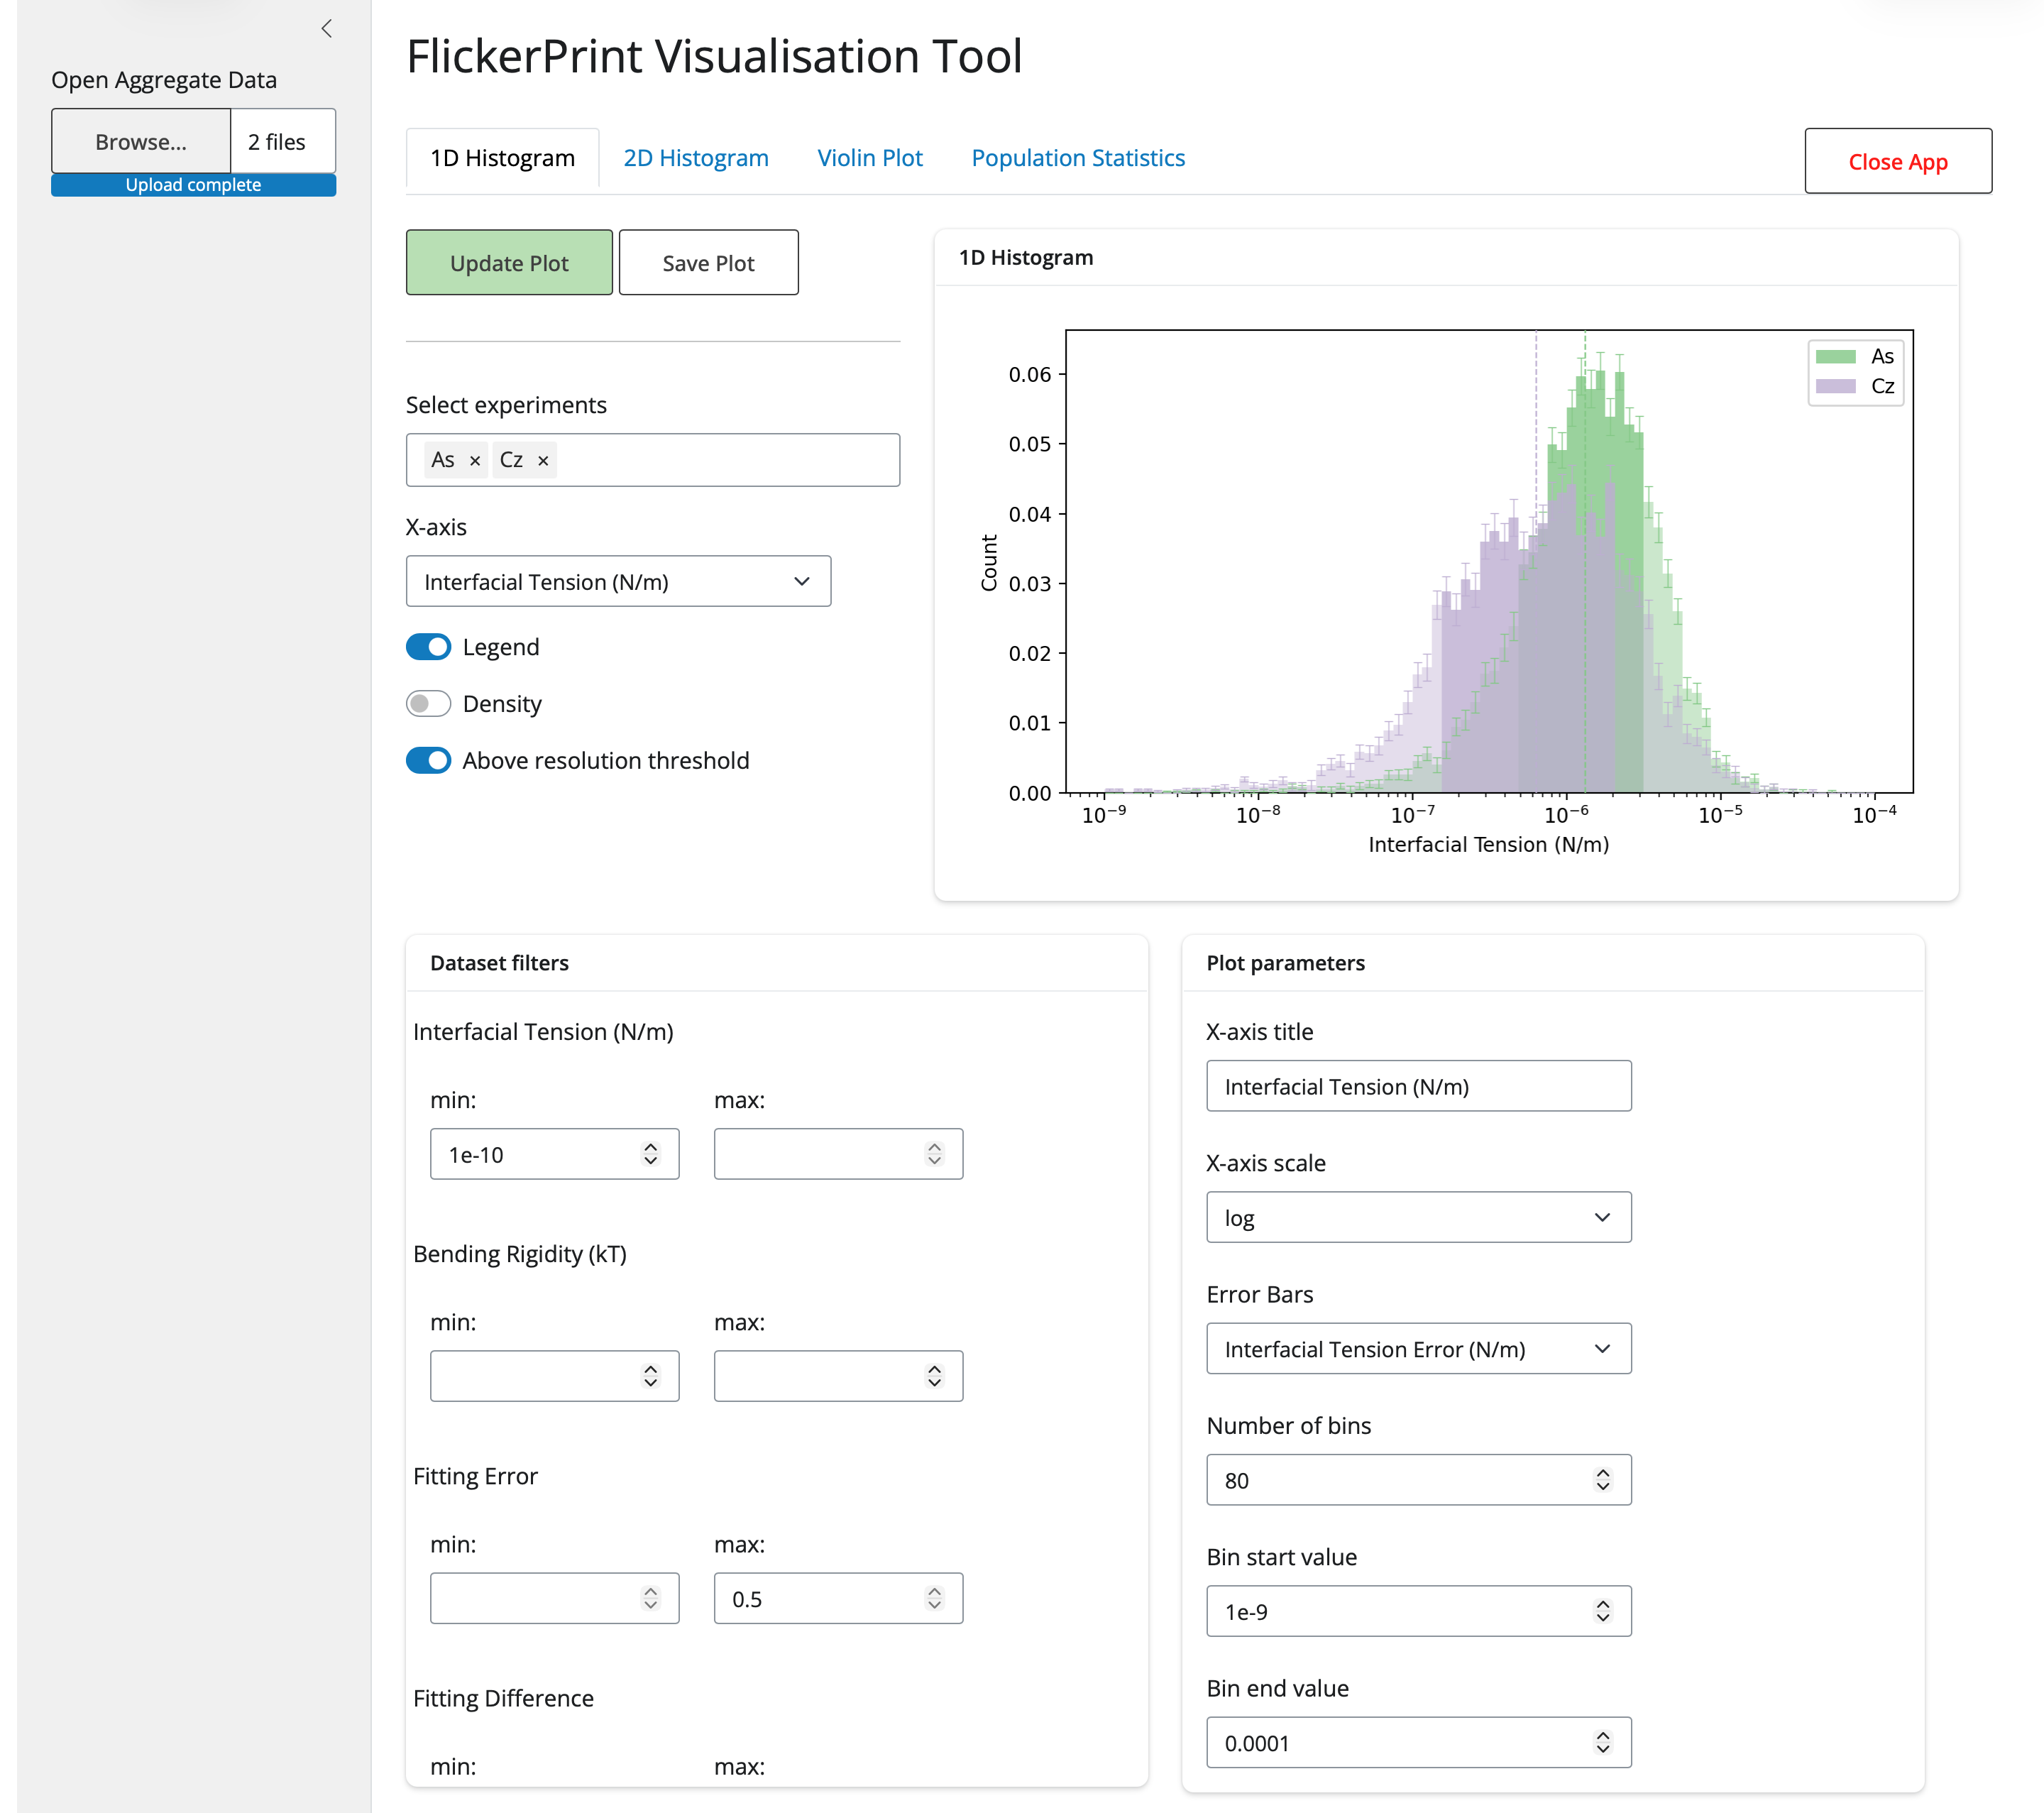 Open Aggregate Data
Browse...
2 files
Upload complete
FlickerPrint Visualisation Tool
1D Histogram
2D Histogram
Violin Plot
Population Statistics
Close App
Update Plot
Save Plot
Select experiments
As ×
Cz ×
X-axis
Interfacial Tension (N/m)
Legend
Density
Above resolution threshold
1D Histogram
As
Cz
Count
0.06
0.05
0.04
0.03
0.02
0.01
0.00
10⁻⁹
10⁻⁸
10⁻⁷
10⁻⁶
10⁻⁵
10⁻⁴
Interfacial Tension (N/m)
Dataset filters
Interfacial Tension (N/m)
min:
max:
1e-10
Bending Rigidity (kT)
min:
max:
Fitting Error
min:
max:
0.5
Fitting Difference
min:
max:
Plot parameters
X-axis title
Interfacial Tension (N/m)
X-axis scale
log
Error Bars
Interfacial Tension Error (N/m)
Number of bins
80
Bin start value
1e-9
Bin end value
0.0001